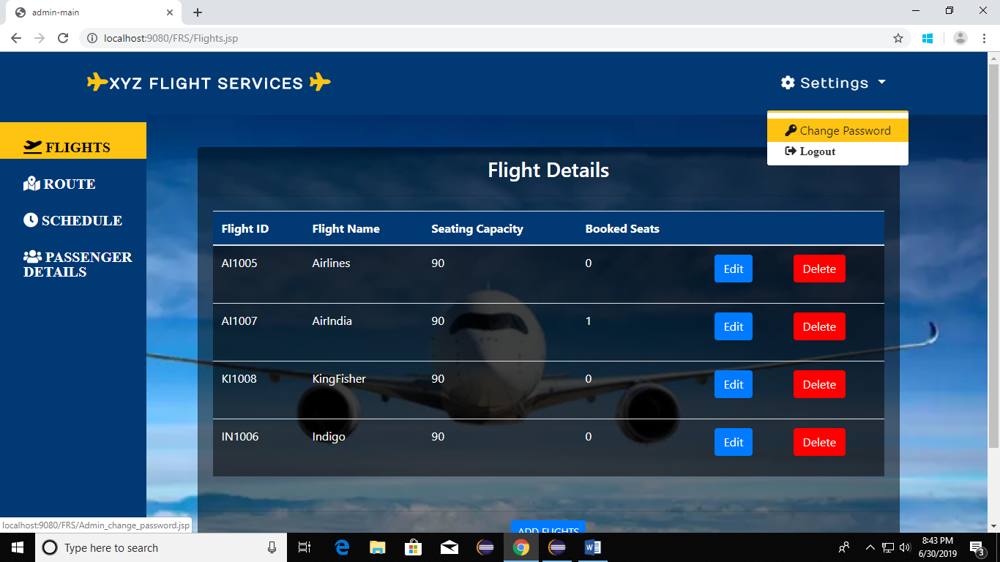 admin-main
localhost:9080/FRS/Flights.jsp
XYZ FLIGHT SERVICES
Settings
Change Password
Logout
FLIGHTS
ROUTE
SCHEDULE
PASSENGER
DETAILS
Flight Details
Flight ID Flight Name Seating Capacity Booked Seats
AI1005 Airlines 90 0 Edit Delete
AI1007 AirIndia 90 1 Edit Delete
KI1008 KingFisher 90 0 Edit Delete
IN1006 Indigo 90 0 Edit Delete
ADD FLIGHTS
localhost:9080/FRS/Admin_change_password.jsp
Type here to search
8:43 PM
6/30/2019
3